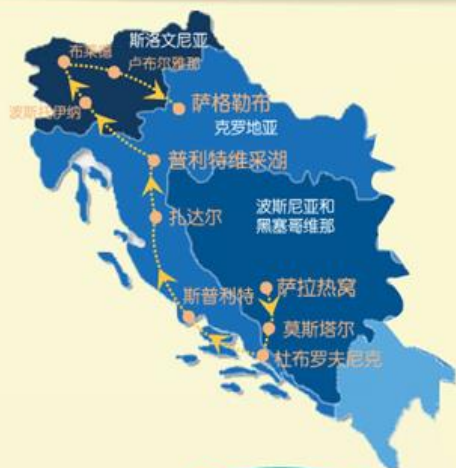 斯洛文尼亚
布莱德
卢布尔雅那
波斯托伊纳
萨格勒布
克罗地亚
普利特维采湖
扎达尔
波斯尼亚和
黑塞哥维那
斯普利特
萨拉热窝
莫斯塔尔
杜布罗夫尼克